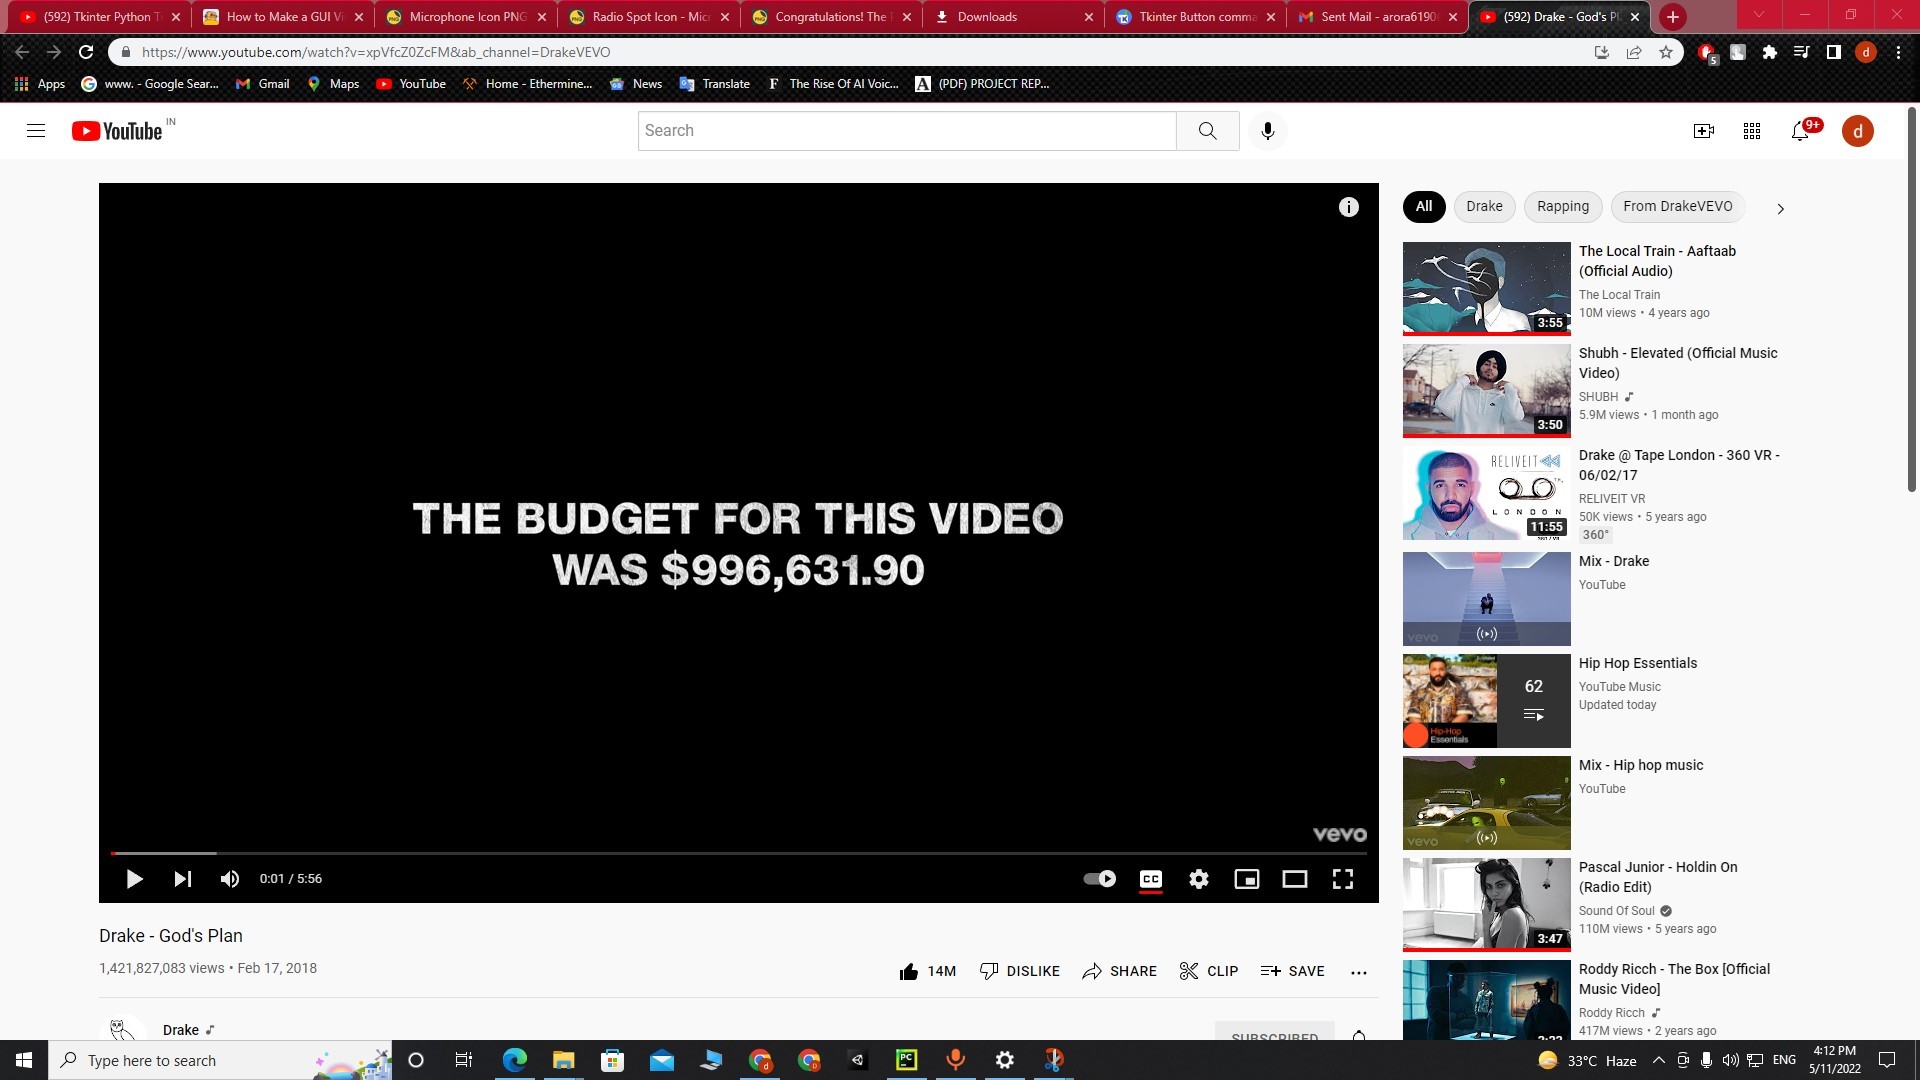 (592) Tkinter Python T
How to Make a GUI Vi
Microphone Icon PNG
Radio Spot Icon - Micr
Congratulations! The F
Downloads
Tkinter Button comma
Sent Mail - arora6190
(592) Drake - God's Pl
https://www.youtube.com/watch?v=xpVfcZ0ZcFM&ab_channel=DrakeVEVO
5
d
Apps
www. - Google Sear...
Gmail
Maps
YouTube
Home - Ethermine...
News
Translate
The Rise Of AI Voic...
(PDF) PROJECT REP...
YouTube IN
Search
9+
d
THE BUDGET FOR THIS VIDEO
WAS $996,631.90
vevo
0:01 / 5:56
CC
Drake - God's Plan
1,421,827,083 views • Feb 17, 2018
14M
DISLIKE
SHARE
CLIP
SAVE
Drake
SUBSCRIBED
All
Drake
Rapping
From DrakeVEVO
3:55
The Local Train - Aaftaab
(Official Audio)
The Local Train
10M views • 4 years ago
3:50
Shubh - Elevated (Official Music
Video)
SHUBH
5.9M views • 1 month ago
RELIVEIT
LONDON
11:55
Drake @ Tape London - 360 VR -
06/02/17
RELIVEIT VR
50K views • 5 years ago
360°
vevo
Mix - Drake
YouTube
Hip-Hop
Essentials
62
Hip Hop Essentials
YouTube Music
Updated today
vevo
Mix - Hip hop music
YouTube
3:47
Pascal Junior - Holdin On
(Radio Edit)
Sound Of Soul
110M views • 5 years ago
Roddy Ricch - The Box [Official
Music Video]
Roddy Ricch
417M views • 2 years ago
Type here to search
PC
33°C Haze
ENG
4:12 PM
5/11/2022